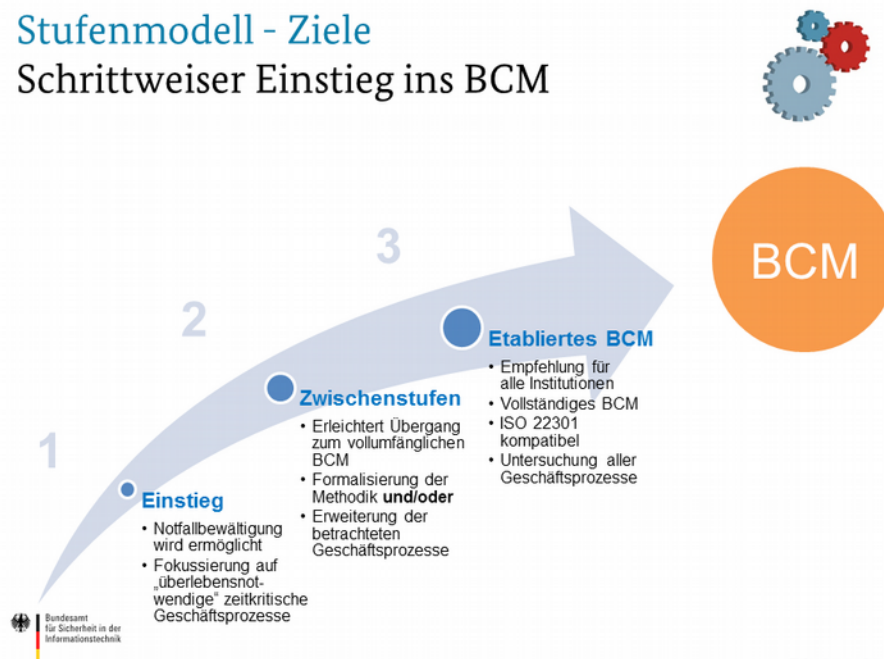 Stufenmodell - Ziele
Schrittweiser Einstieg ins BCM
BCM
3
Etabliertes BCM
• Empfehlung für
alle Institutionen
• Vollständiges BCM
• ISO 22301
kompatibel
• Untersuchung aller
Geschäftsprozesse
2
Zwischenstufen
• Erleichtert Übergang
zum vollumfänglichen
BCM
• Formalisierung der
Methodik und/oder
• Erweiterung der
betrachteten
Geschäftsprozesse
1
Einstieg
• Notfallbewältigung
wird ermöglicht
• Fokussierung auf
„überlebensnot-
wendige“ zeitkritische
Geschäftsprozesse
Bundesamt
für Sicherheit in der
Informationstechnik